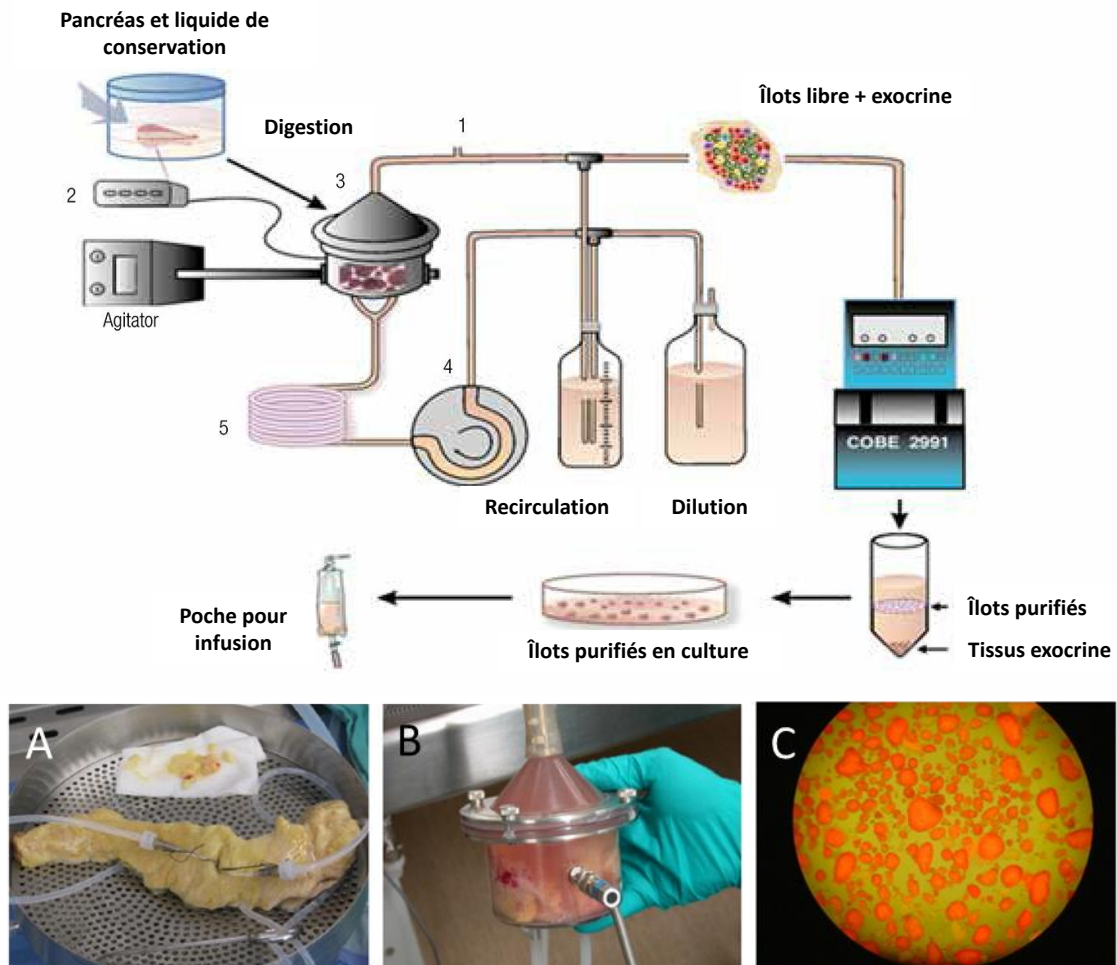 Pancréas et liquide de
conservation
Digestion
1
Îlots libre + exocrine
2
3
Agitator
4
5
COBE 2991
Recirculation
Dilution
Poche pour
infusion
Îlots purifiés en culture
Îlots purifiés
Tissus exocrine
A
B
C